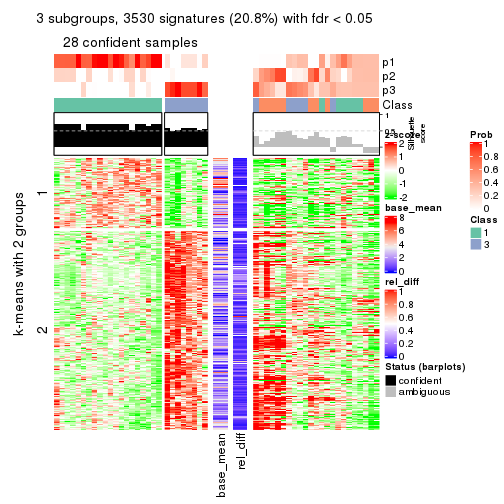 3 subgroups, 3530 signatures (20.8%) with fdr < 0.05
28 confident samples
p1
p2
p3
Class
1
0.5
Silhouette
score
z-score
2
1
0
-1
-2
Prob
1
0.8
0.6
0.4
0.2
0
base_mean
8
6
4
2
0
Class
1
3
rel_diff
1
0.8
0.6
0.4
0.2
0
Status (barplots)
confident
ambiguous
k-means with 2 groups
1
2
base_mean
rel_diff